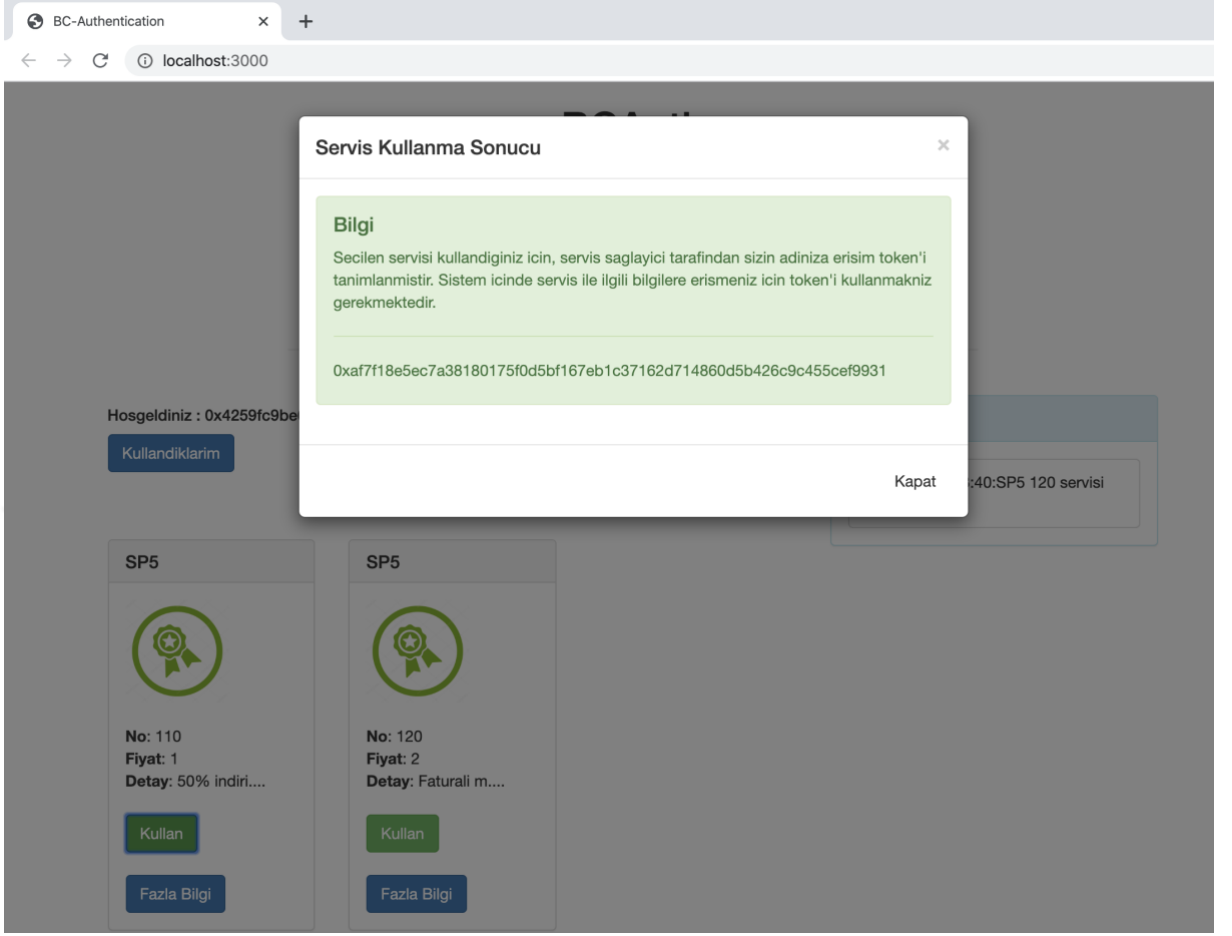 BC-Authentication
localhost:3000
Servis Kullanma Sonucu
Bilgi
Secilen servisi kullandiginiz icin, servis saglayici tarafindan sizin adiniza erisim token'i
tanimlanmistir. Sistem icinde servis ile ilgili bilgilere erismeniz icin token'i kullanmakniz
gerekmektedir.
0xaf7f18e5ec7a38180175f0d5bf167eb1c37162d714860d5b426c9c455cef9931
Kapat
Hosgeldiniz : 0x4259fc9be
Kullandiklarim
:40:SP5 120 servisi
SP5
No: 110
Fiyat: 1
Detay: 50% indiri....
Kullan
Fazla Bilgi
SP5
No: 120
Fiyat: 2
Detay: Faturali m....
Kullan
Fazla Bilgi